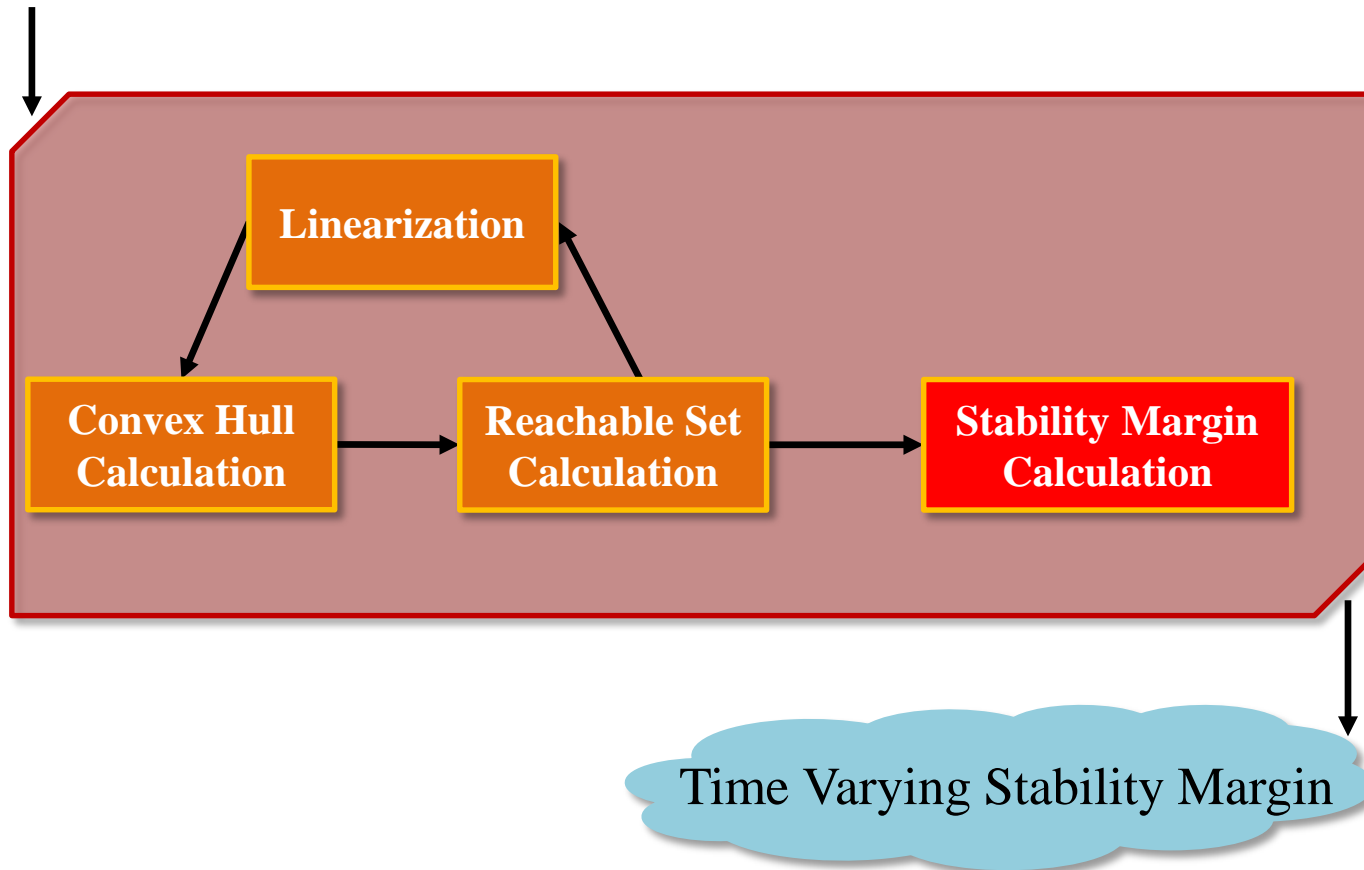 Linearization
Convex Hull
Calculation
Reachable Set
Calculation
Stability Margin
Calculation
Time Varying Stability Margin